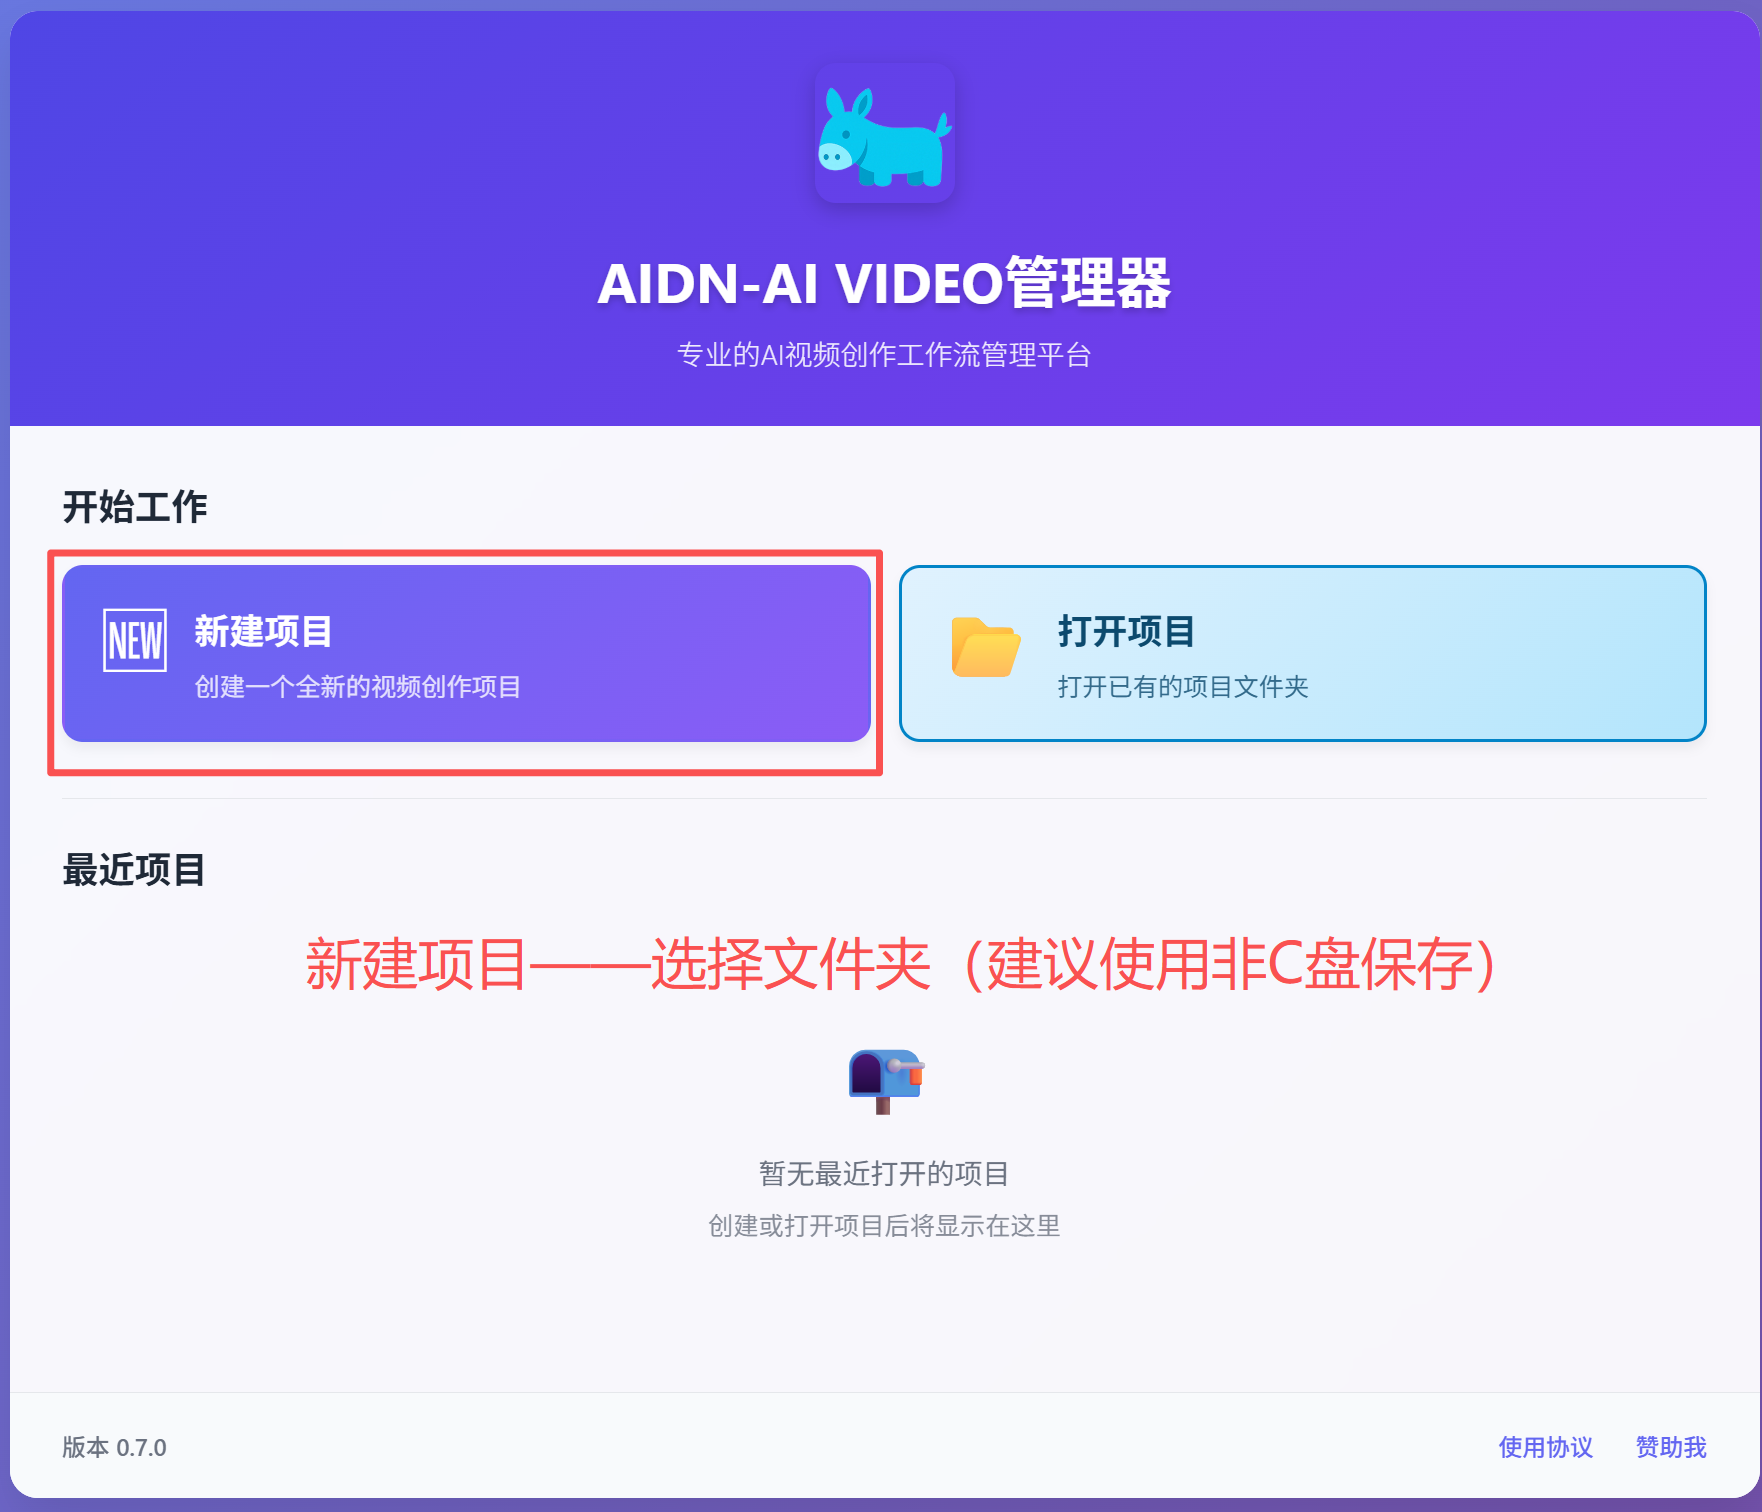 AIDN-AI VIDEO管理器
专业的AI视频创作工作流管理平台
开始工作
NEW
新建项目
创建一个全新的视频创作项目
打开项目
打开已有的项目文件夹
最近项目
新建项目——选择文件夹（建议使用非C盘保存）
暂无最近打开的项目
创建或打开项目后将显示在这里
版本 0.7.0
使用协议
赞助我